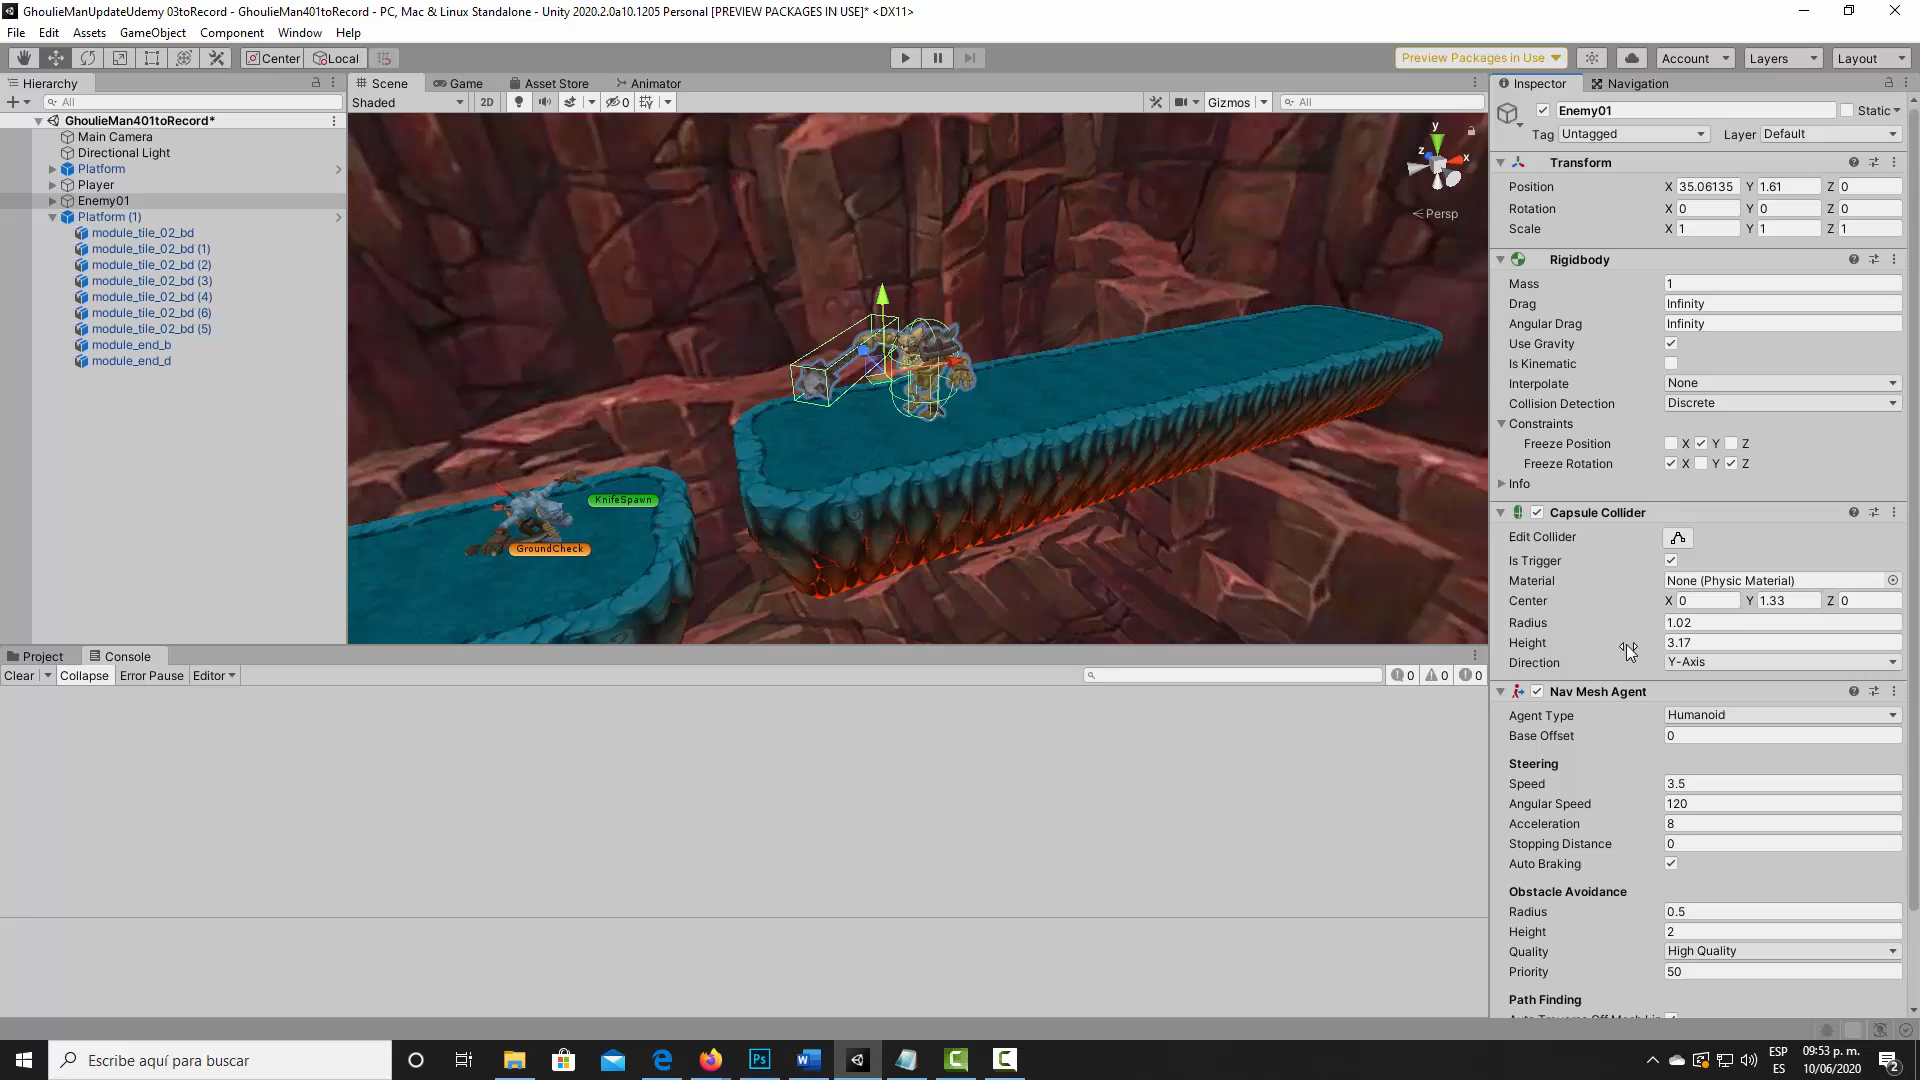 GhoulieManUpdateUdemy 03toRecord - GhoulieMan401toRecord - PC, Mac & Linux Standalone - Unity 2020.2.0a10.1205 Personal [PREVIEW PACKAGES IN USE]* <DX11>
File Edit Assets GameObject Component Window Help
Center Local Preview Packages in Use Account Layers Layout
Hierarchy Scene Game Asset Store Animator Inspector Navigation
All Shaded 2D 0 Gizmos All
Enemy01 Static
Tag Untagged Layer Default
GhoulieMan401toRecord*
Main Camera
Directional Light
Platform
Player
Enemy01
Platform (1)
module_tile_02_bd
module_tile_02_bd (1)
module_tile_02_bd (2)
module_tile_02_bd (3)
module_tile_02_bd (4)
module_tile_02_bd (6)
module_tile_02_bd (5)
module_end_b
module_end_d
y
z x
< Persp
KnifeSpawn
GroundCheck
Transform
Position X 35.06135 Y 1.61 Z 0
Rotation X 0 Y 0 Z 0
Scale X 1 Y 1 Z 1
Rigidbody
Mass 1
Drag Infinity
Angular Drag Infinity
Use Gravity
Is Kinematic
Interpolate None
Collision Detection Discrete
Constraints
Freeze Position X Y Z
Freeze Rotation X Y Z
Info
Capsule Collider
Edit Collider
Is Trigger
Material None (Physic Material)
Center X 0 Y 1.33 Z 0
Radius 1.02
Height 3.17
Direction Y-Axis
Nav Mesh Agent
Agent Type Humanoid
Base Offset 0
Steering
Speed 3.5
Angular Speed 120
Acceleration 8
Stopping Distance 0
Auto Braking
Obstacle Avoidance
Radius 0.5
Height 2
Quality High Quality
Priority 50
Path Finding
Project Console
Clear Collapse Error Pause Editor 0 0 0
Escribe aquí para buscar
Ps
ESP
ES
09:53 p. m.
10/06/2020
2